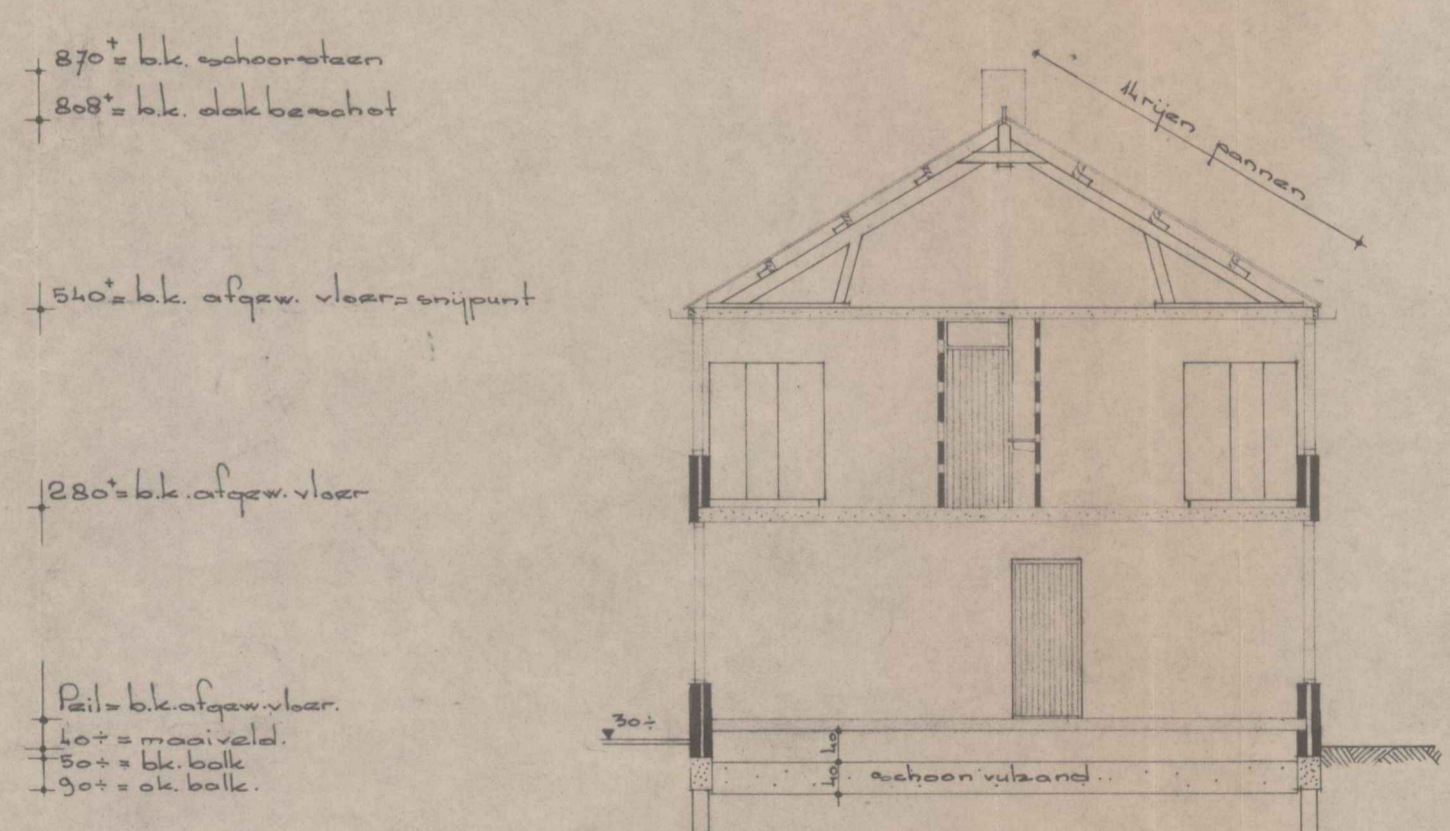 870⁺= b.k. schoorsteen
808⁺= b.k. dakbeschot
14 rijen pannen
540⁺= b.k. afgew. vloer= snijpunt
280⁺= b.k. afgew. vloer
Peil= b.k. afgew. vloer.
40÷ = maaiveld.
50÷ = bk. balk
90÷ = ok. balk.
30÷
40
40
schoon vulzand..